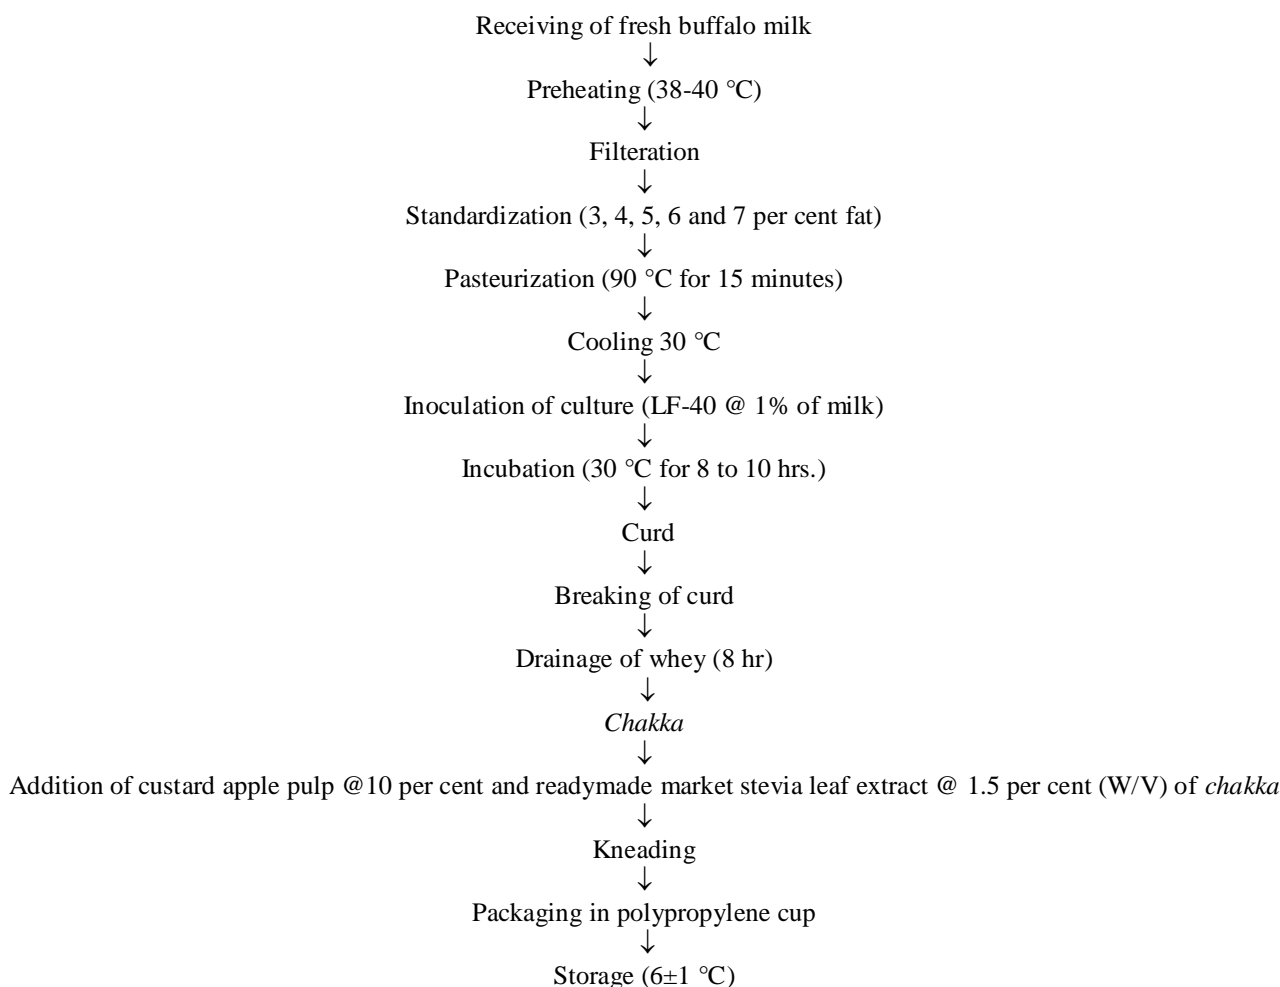 Receiving of fresh buffalo milk
↓
Preheating (38-40 °C)
↓
Filteration
↓
Standardization (3, 4, 5, 6 and 7 per cent fat)
↓
Pasteurization (90 °C for 15 minutes)
↓
Cooling 30 °C
↓
Inoculation of culture (LF-40 @ 1% of milk)
↓
Incubation (30 °C for 8 to 10 hrs.)
↓
Curd
↓
Breaking of curd
↓
Drainage of whey (8 hr)
↓
Chakka
↓
Addition of custard apple pulp @10 per cent and readymade market stevia leaf extract @ 1.5 per cent (W/V) of chakka
↓
Kneading
↓
Packaging in polypropylene cup
↓
Storage (6±1 °C)